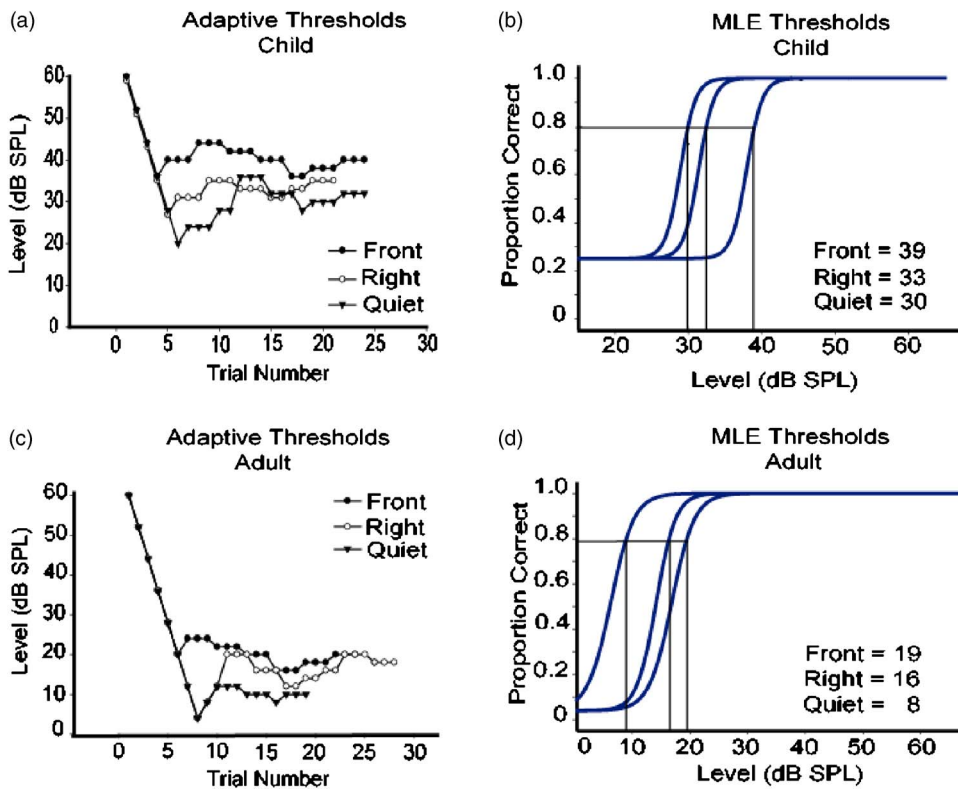 (a)
Adaptive Thresholds
Child
Level (dB SPL)
60
50
40
30
20
10
0
Front
Right
Quiet
0 5 10 15 20 25 30
Trial Number
(b)
MLE Thresholds
Child
Proportion Correct
1.0
0.8
0.6
0.4
0.2
0.0
Front = 39
Right = 33
Quiet = 30
20 30 40 50 60
Level (dB SPL)
(c)
Adaptive Thresholds
Adult
Level (dB SPL)
60
50
40
30
20
10
0
Front
Right
Quiet
0 5 10 15 20 25 30
Trial Number
(d)
MLE Thresholds
Adult
Proportion Correct
1.0
0.8
0.6
0.4
0.2
0.0
Front = 19
Right = 16
Quiet = 8
0 10 20 30 40 50 60
Level (dB SPL)